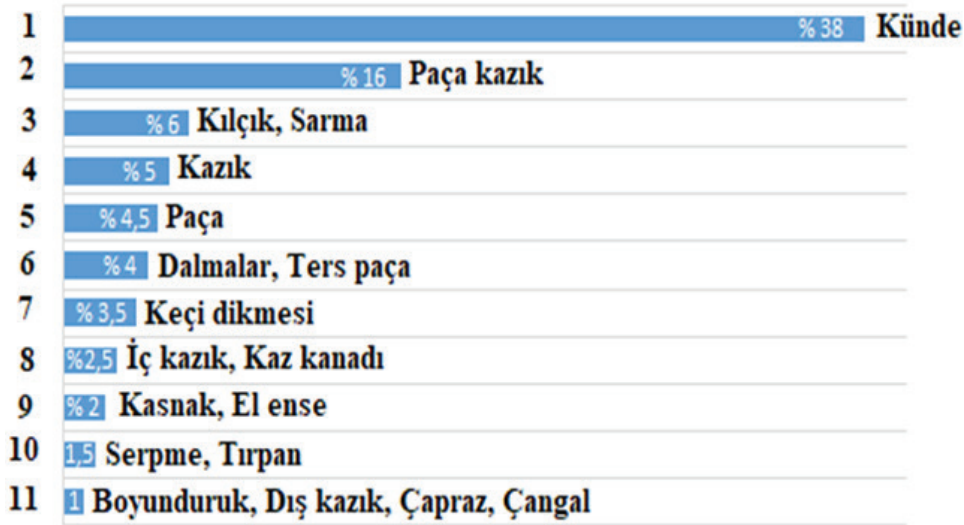 1 % 38 Künde
2 % 16 Paça kazık
3 % 6 Kılçık, Sarma
4 % 5 Kazık
5 % 4,5 Paça
6 % 4 Dalmalar, Ters paça
7 % 3,5 Keçi dikmesi
8 %2,5 İç kazık, Kaz kanadı
9 % 2 Kasnak, El ense
10 1,5 Serpme, Tırpan
11 1 Boyunduruk, Dış kazık, Çapraz, Çangal